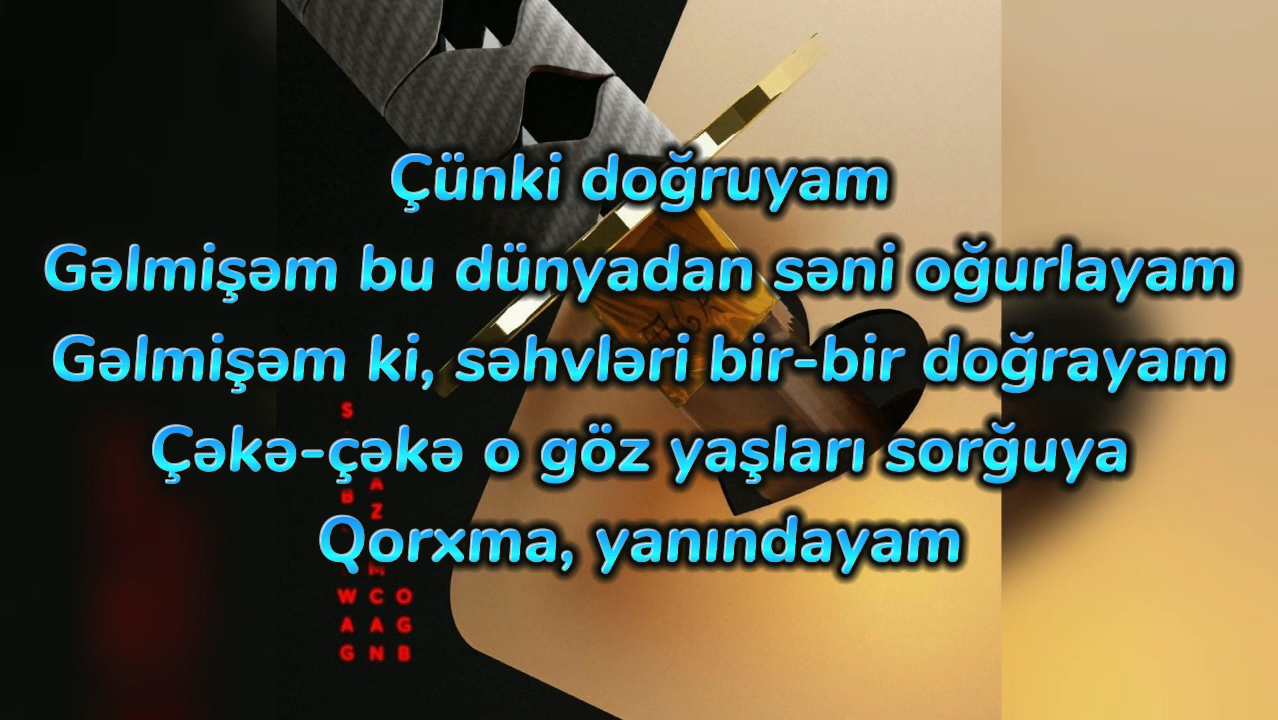 Çünki doğruyam
Gəlmişəm bu dünyadan səni oğurlayam
Gəlmişəm ki, səhvləri bir-bir doğrayam
Çəkə-çəkə o göz yaşları sorğuya
Qorxma, yanındayam
OGB